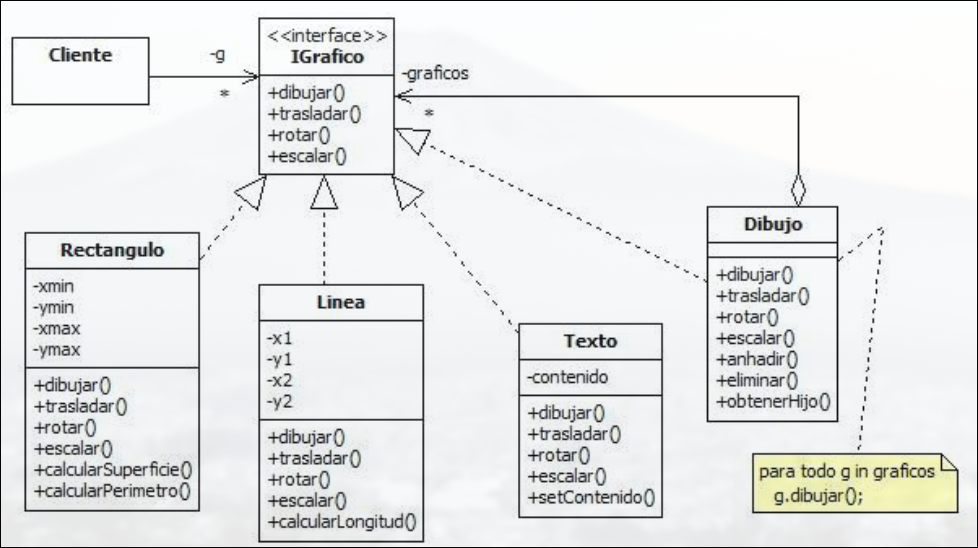 Cliente
-g
*
<<interface>>
IGrafico
+dibujar()
+trasladar()
+rotar()
+escalar()
-graficos
*
Rectangulo
-xmin
-ymin
-xmax
-ymax
+dibujar()
+trasladar()
+rotar()
+escalar()
+calcularSuperficie()
+calcularPerimetro()
Linea
-x1
-y1
-x2
-y2
+dibujar()
+trasladar()
+rotar()
+escalar()
+calcularLongitud()
Texto
-contenido
+dibujar()
+trasladar()
+rotar()
+escalar()
+setContenido()
Dibujo
+dibujar()
+trasladar()
+rotar()
+escalar()
+anhadir()
+eliminar()
+obtenerHijo()
para todo g in graficos
g.dibujar();